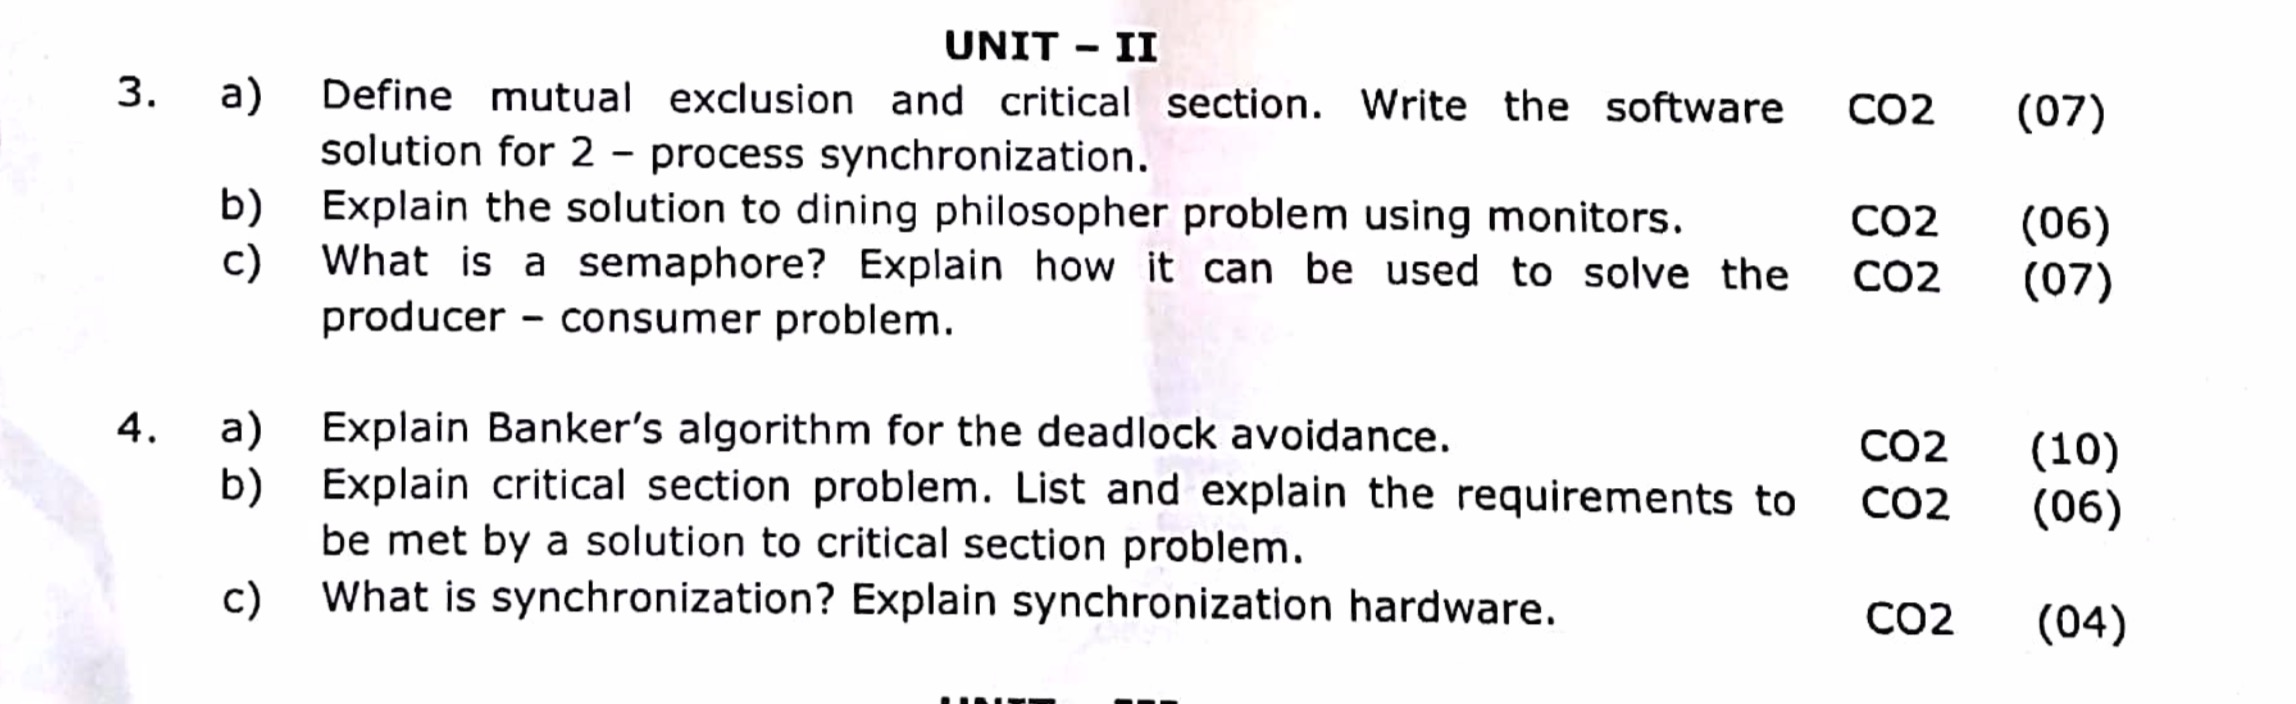 UNIT – II
3. a) Define mutual exclusion and critical section. Write the software CO2 (07)
solution for 2 – process synchronization.
b) Explain the solution to dining philosopher problem using monitors. CO2 (06)
c) What is a semaphore? Explain how it can be used to solve the CO2 (07)
producer – consumer problem.
4. a) Explain Banker's algorithm for the deadlock avoidance. CO2 (10)
b) Explain critical section problem. List and explain the requirements to CO2 (06)
be met by a solution to critical section problem.
c) What is synchronization? Explain synchronization hardware. CO2 (04)